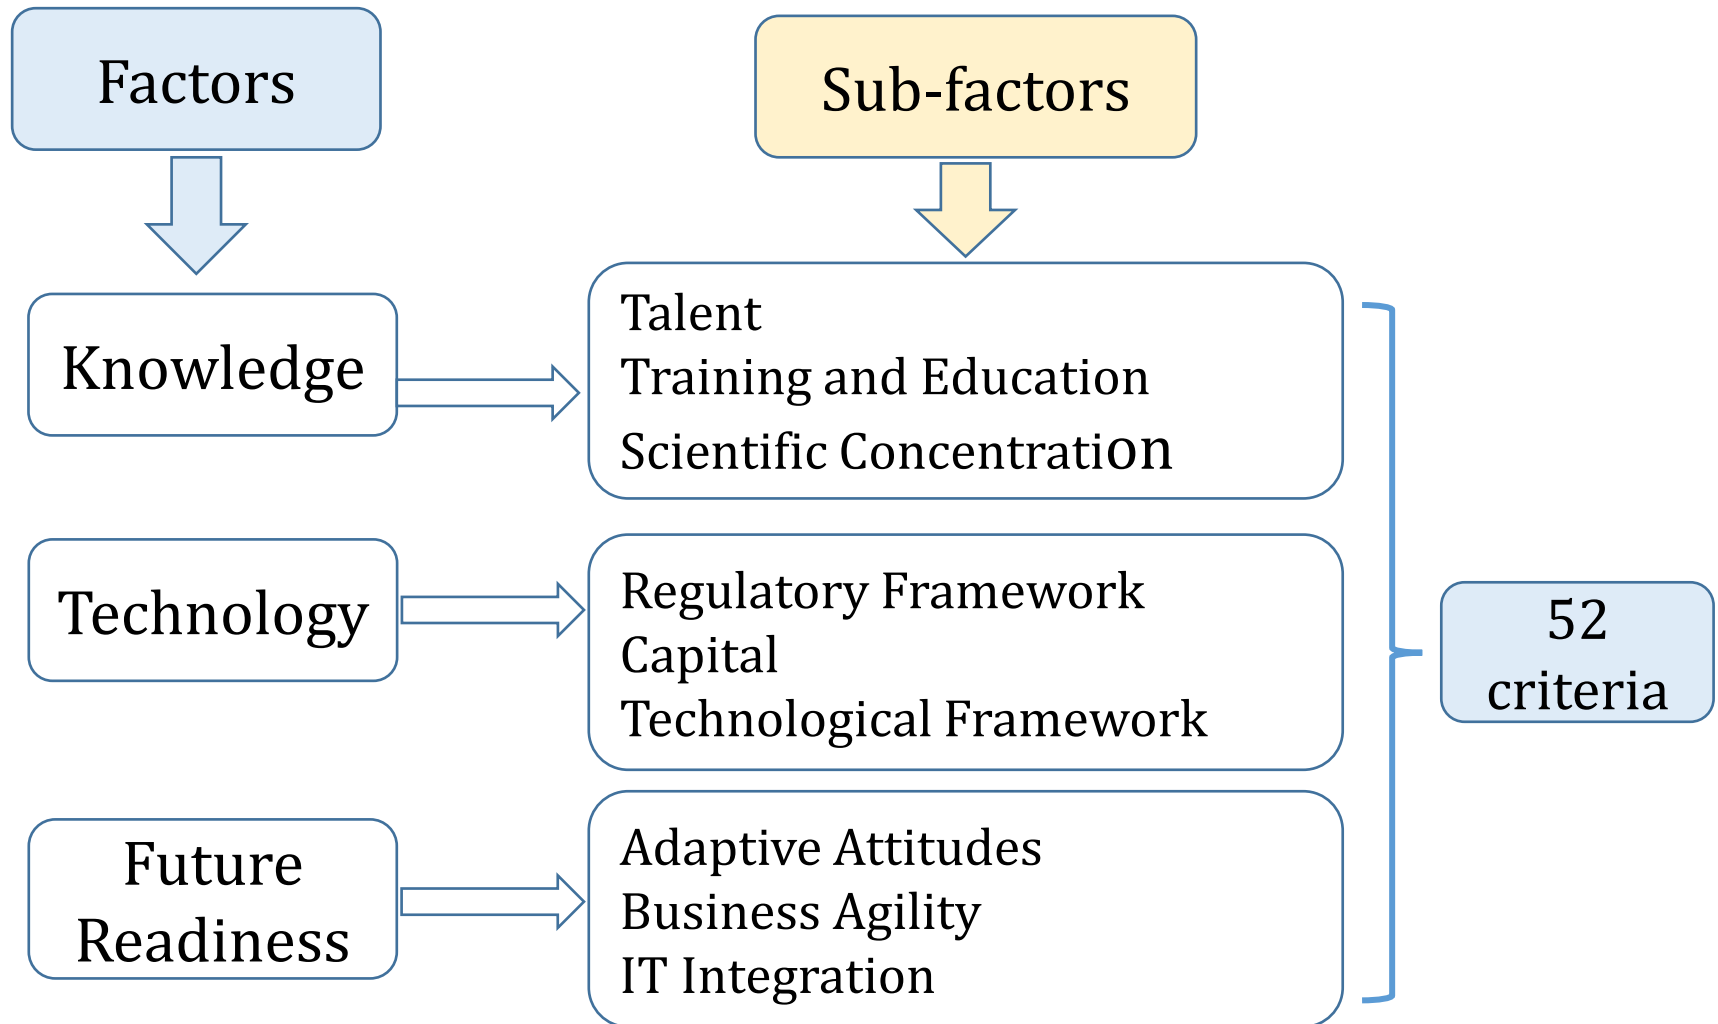 Factors
Sub-factors
Knowledge
Talent
Training and Education
Scientific Concentration
Technology
Regulatory Framework
Capital
Technological Framework
Future
Readiness
Adaptive Attitudes
Business Agility
IT Integration
52
criteria